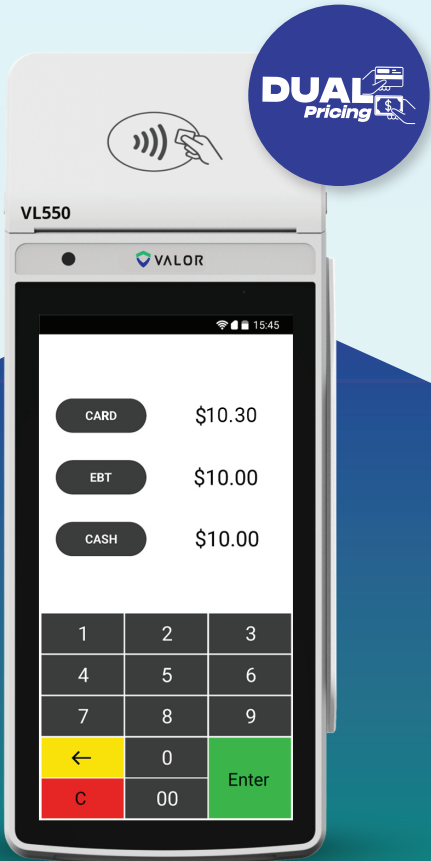 DUAL
Pricing
VL550
VALOR
15:45
CARD $10.30
EBT $10.00
CASH $10.00
1 2 3
4 5 6
7 8 9
← 0
Enter
C 00